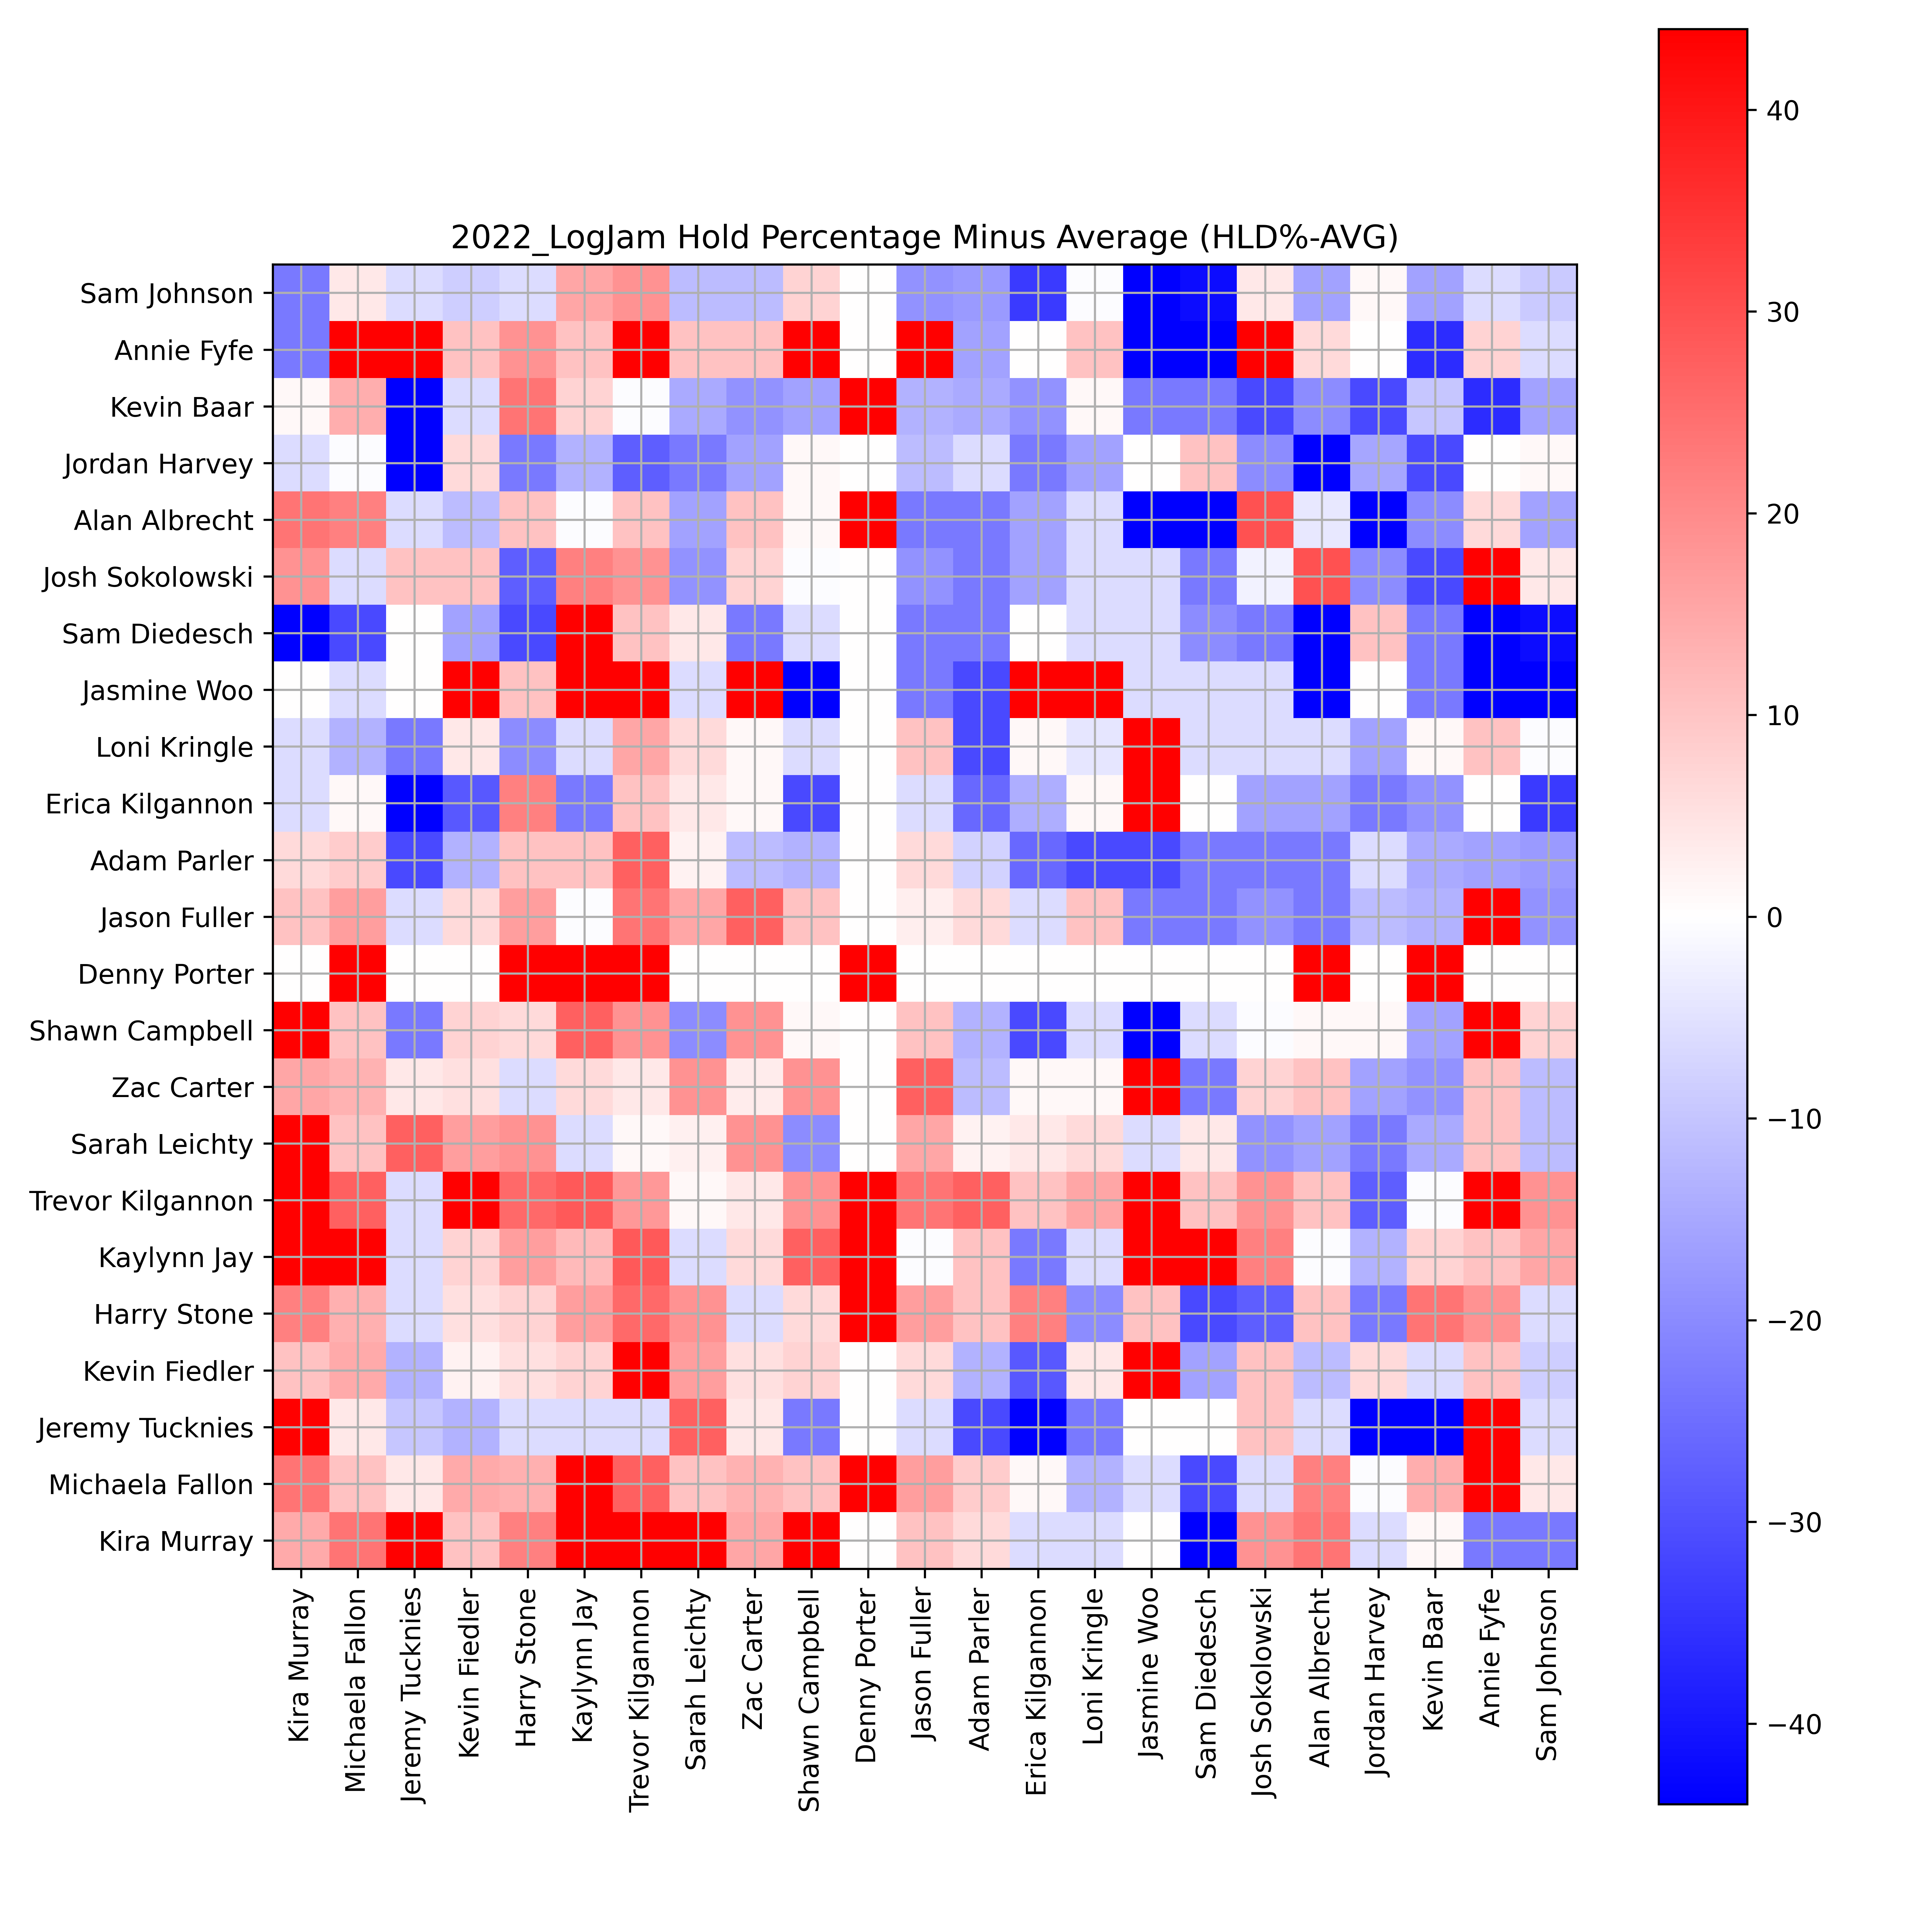 2022_LogJam Hold Percentage Minus Average (HLD%-AVG)
Sam Johnson
Annie Fyfe
Kevin Baar
Jordan Harvey
Alan Albrecht
Josh Sokolowski
Sam Diedesch
Jasmine Woo
Loni Kringle
Erica Kilgannon
Adam Parler
Jason Fuller
Denny Porter
Shawn Campbell
Zac Carter
Sarah Leichty
Trevor Kilgannon
Kaylynn Jay
Harry Stone
Kevin Fiedler
Jeremy Tucknies
Michaela Fallon
Kira Murray
Kira Murray
Michaela Fallon
Jeremy Tucknies
Kevin Fiedler
Harry Stone
Kaylynn Jay
Trevor Kilgannon
Sarah Leichty
Zac Carter
Shawn Campbell
Denny Porter
Jason Fuller
Adam Parler
Erica Kilgannon
Loni Kringle
Jasmine Woo
Sam Diedesch
Josh Sokolowski
Alan Albrecht
Jordan Harvey
Kevin Baar
Annie Fyfe
Sam Johnson
40
30
20
10
0
−10
−20
−30
−40